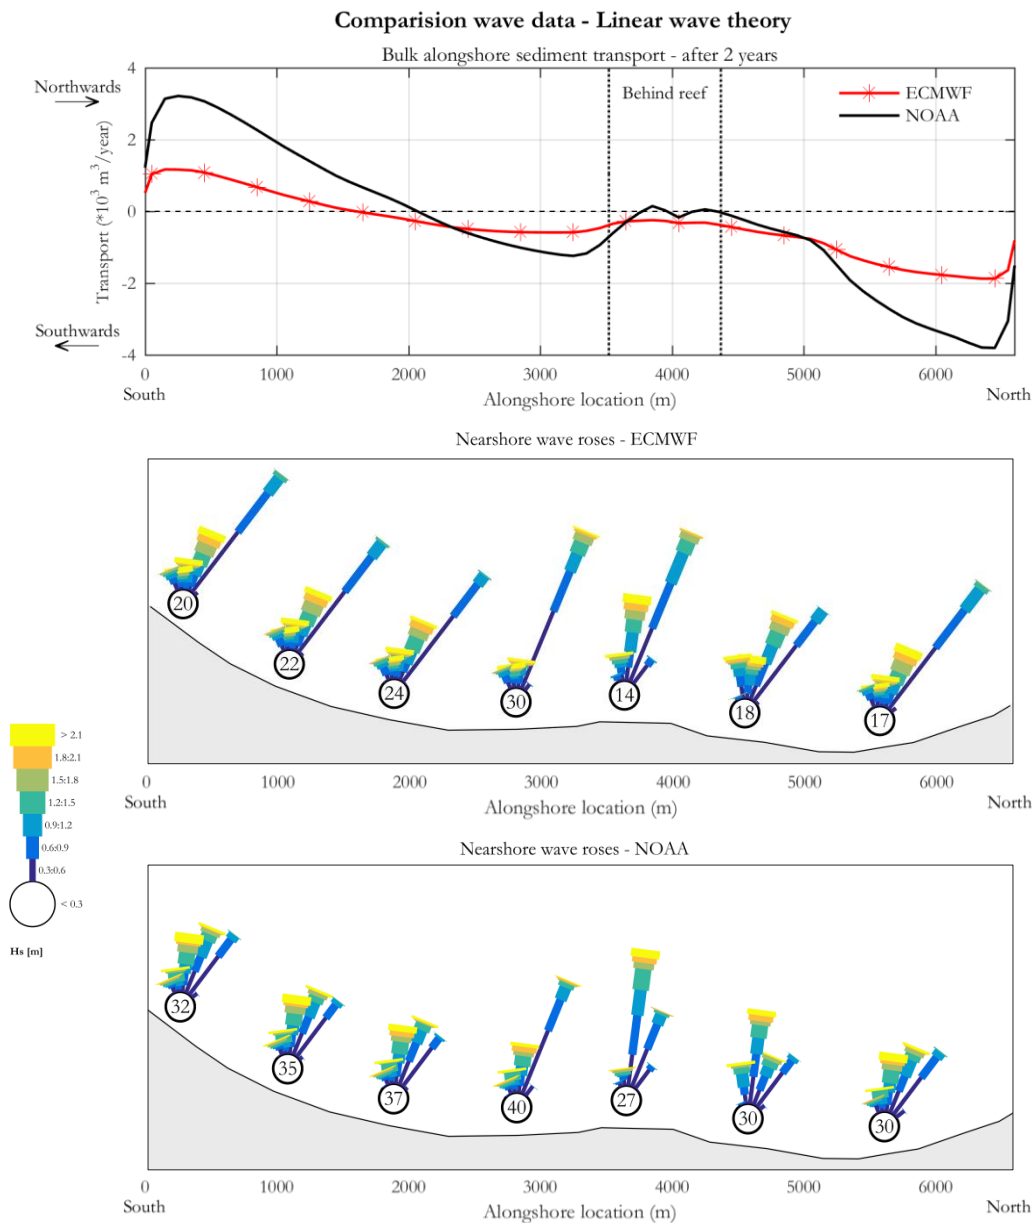 Comparision wave data - Linear wave theory
Bulk alongshore sediment transport - after 2 years
Northwards
Southwards
Transport (*10³ m³/year)
4
2
0
-2
-4
Behind reef
ECMWF
NOAA
0 1000 2000 3000 4000 5000 6000
South North
Alongshore location (m)
Nearshore wave roses - ECMWF
20 22 24 30 14 18 17
0 1000 2000 3000 4000 5000 6000
South North
Alongshore location (m)
> 2.1
1.8:2.1
1.5:1.8
1.2:1.5
0.9:1.2
0.6:0.9
0.3:0.6
< 0.3
Hs [m]
Nearshore wave roses - NOAA
32 35 37 40 27 30 30
0 1000 2000 3000 4000 5000 6000
South North
Alongshore location (m)